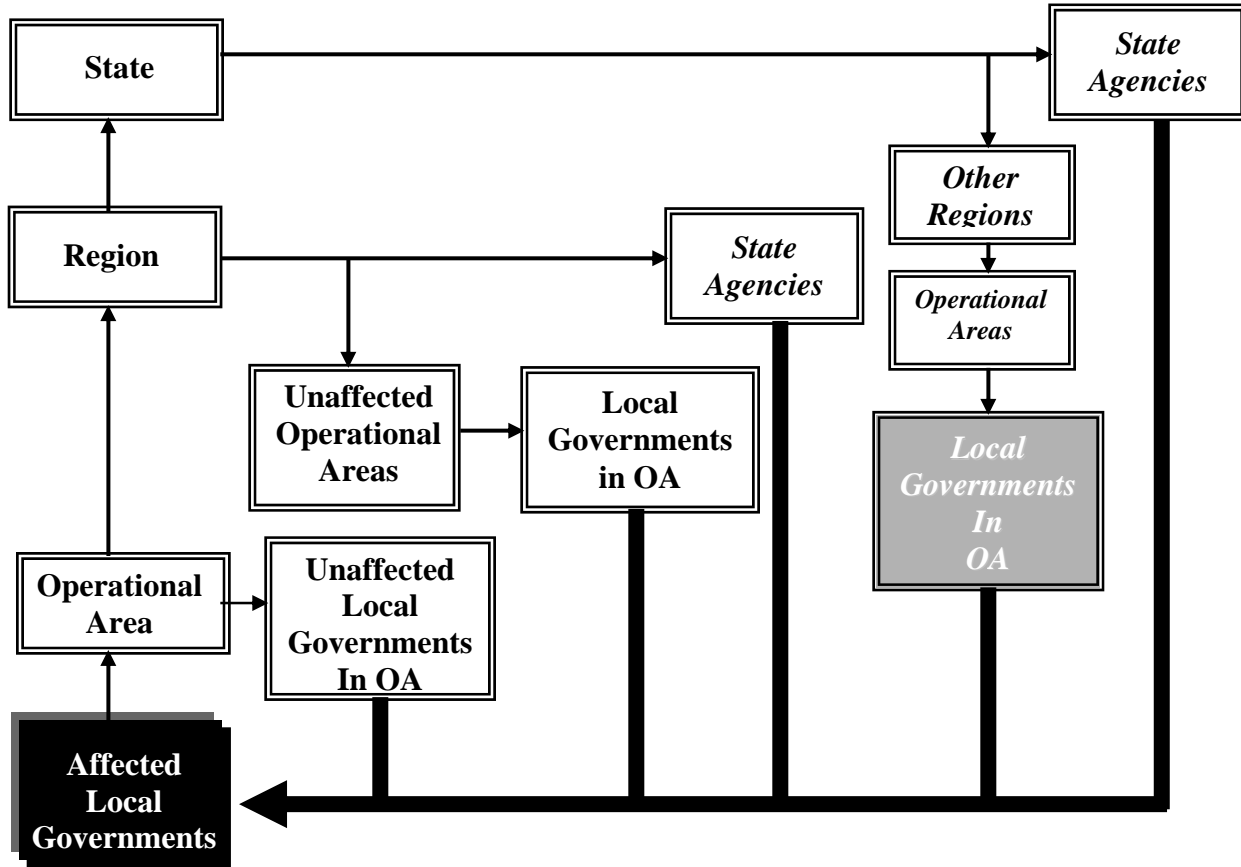 State
State
Agencies
Other
Regions
Region
State
Agencies
Operational
Areas
Unaffected
Operational
Areas
Local
Governments
in OA
Local
Governments
In
OA
Operational
Area
Unaffected
Local
Governments
In OA
Affected
Local
Governments